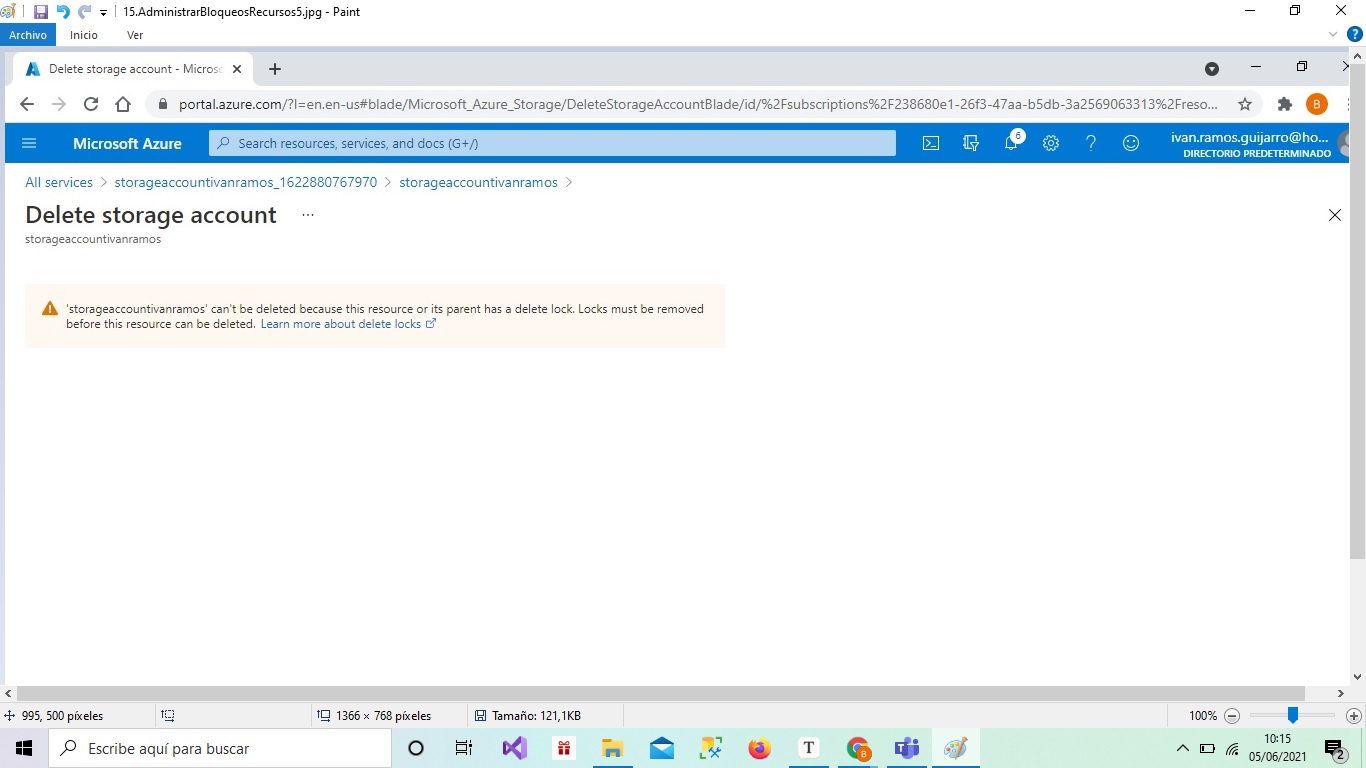 15.AdministrarBloqueosRecursos5.jpg - Paint
Archivo Inicio Ver
Delete storage account - Microsc
portal.azure.com/?l=en.en-us#blade/Microsoft_Azure_Storage/DeleteStorageAccountBlade/id/%2Fsubscriptions%2F238680e1-26f3-47aa-b5db-3a2569063313%2Freso...
B
Microsoft Azure
Search resources, services, and docs (G+/)
6
ivan.ramos.guijarro@ho...
DIRECTORIO PREDETERMINADO
All services > storageaccountivanramos_1622880767970 > storageaccountivanramos >
Delete storage account ...
storageaccountivanramos
'storageaccountivanramos' can't be deleted because this resource or its parent has a delete lock. Locks must be removed
before this resource can be deleted. Learn more about delete locks
995, 500 píxeles
1366 × 768 píxeles
Tamaño: 121,1KB
100%
Escribe aquí para buscar
T
B
10:15
05/06/2021
2